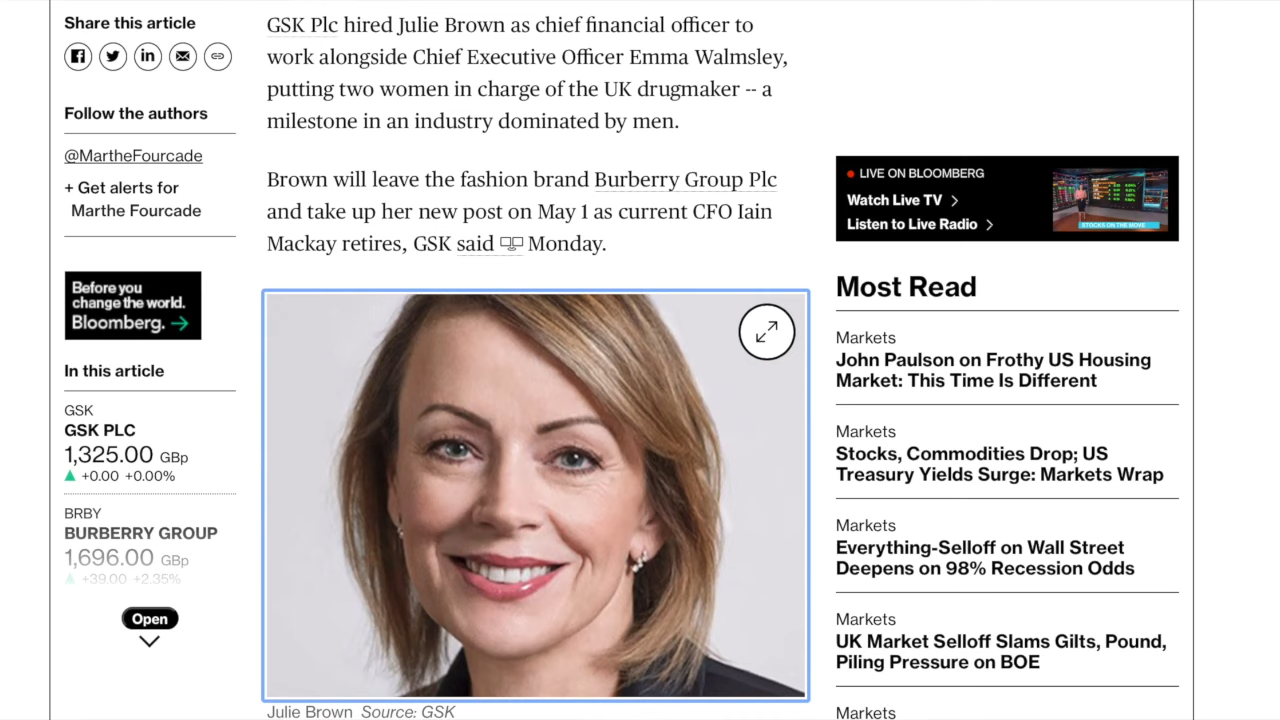 Share this article
Follow the authors
@MartheFourcade
+ Get alerts for
Marthe Fourcade
Before you
change the world.
Bloomberg. →
In this article
GSK
GSK PLC
1,325.00 GBp
+0.00 +0.00%
BRBY
BURBERRY GROUP
1,696.00 GBp
+39.00 +2.35%
Open
GSK Plc hired Julie Brown as chief financial officer to
work alongside Chief Executive Officer Emma Walmsley,
putting two women in charge of the UK drugmaker -- a
milestone in an industry dominated by men.
Brown will leave the fashion brand Burberry Group Plc
and take up her new post on May 1 as current CFO Iain
Mackay retires, GSK said Monday.
Julie Brown Source: GSK
LIVE ON BLOOMBERG
Watch Live TV
Listen to Live Radio
STOCKS ON THE MOVE
Most Read
Markets
John Paulson on Frothy US Housing
Market: This Time Is Different
Markets
Stocks, Commodities Drop; US
Treasury Yields Surge: Markets Wrap
Markets
Everything-Selloff on Wall Street
Deepens on 98% Recession Odds
Markets
UK Market Selloff Slams Gilts, Pound,
Piling Pressure on BOE
Markets